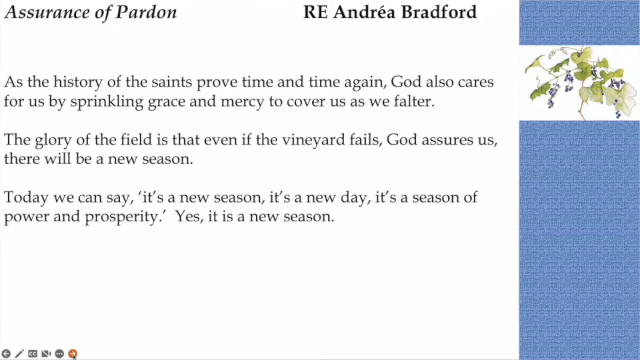 Assurance of Pardon RE Andréa Bradford
As the history of the saints prove time and time again, God also cares
for us by sprinkling grace and mercy to cover us as we falter.
The glory of the field is that even if the vineyard fails, God assures us,
there will be a new season.
Today we can say, ‘it’s a new season, it’s a new day, it’s a season of
power and prosperity.’ Yes, it is a new season.